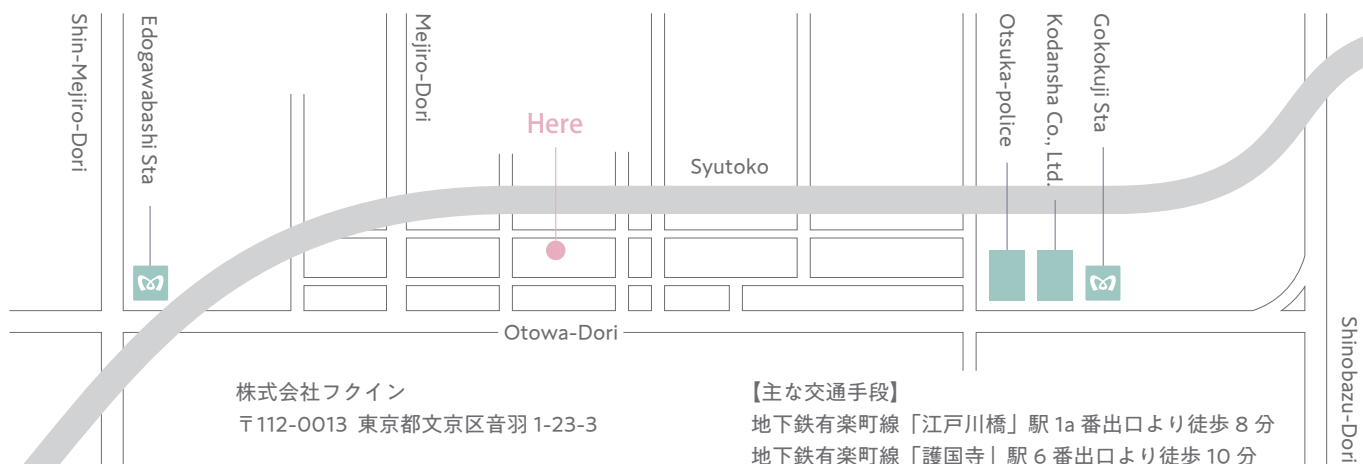 Shin-Mejiro-Dori
Edogawabashi Sta
Mejiro-Dori
Here
Syutoko
Otsuka-police
Kodansha Co., Ltd.
Gokokuji Sta
Otowa-Dori
Shinobazu-Dori
株式会社フクイン
〒112-0013 東京都文京区音羽 1-23-3
【主な交通手段】
地下鉄有楽町線「江戸川橋」駅 1a 番出口より徒歩 8 分
地下鉄有楽町線「護国寺」駅 6 番出口より徒歩 10 分